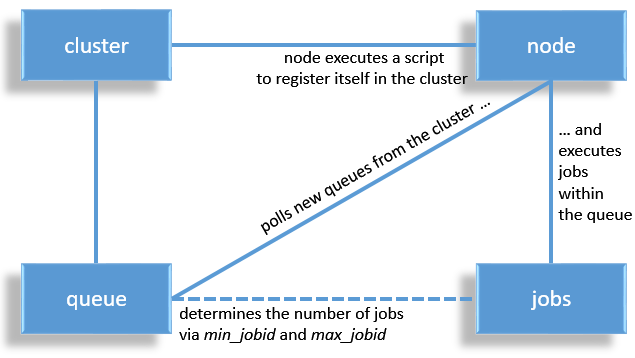 cluster
node
node executes a script
to register itself in the cluster
polls new queues from the cluster ...
... and
executes
jobs
within
the queue
queue
jobs
determines the number of jobs
via min_jobid and max_jobid